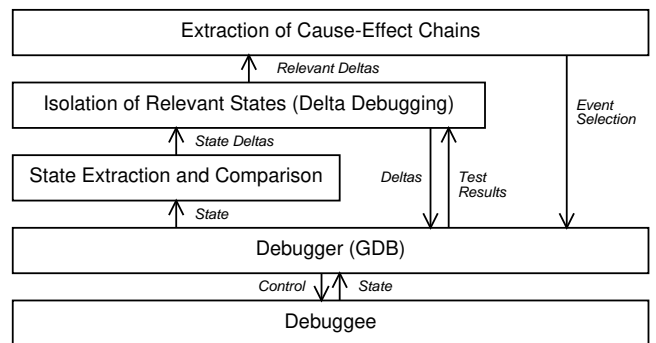 Extraction of Cause-Effect Chains
Relevant Deltas
Isolation of Relevant States (Delta Debugging)
Event
Selection
State Deltas
State Extraction and Comparison
Deltas
Test
Results
State
Debugger (GDB)
Control
State
Debuggee